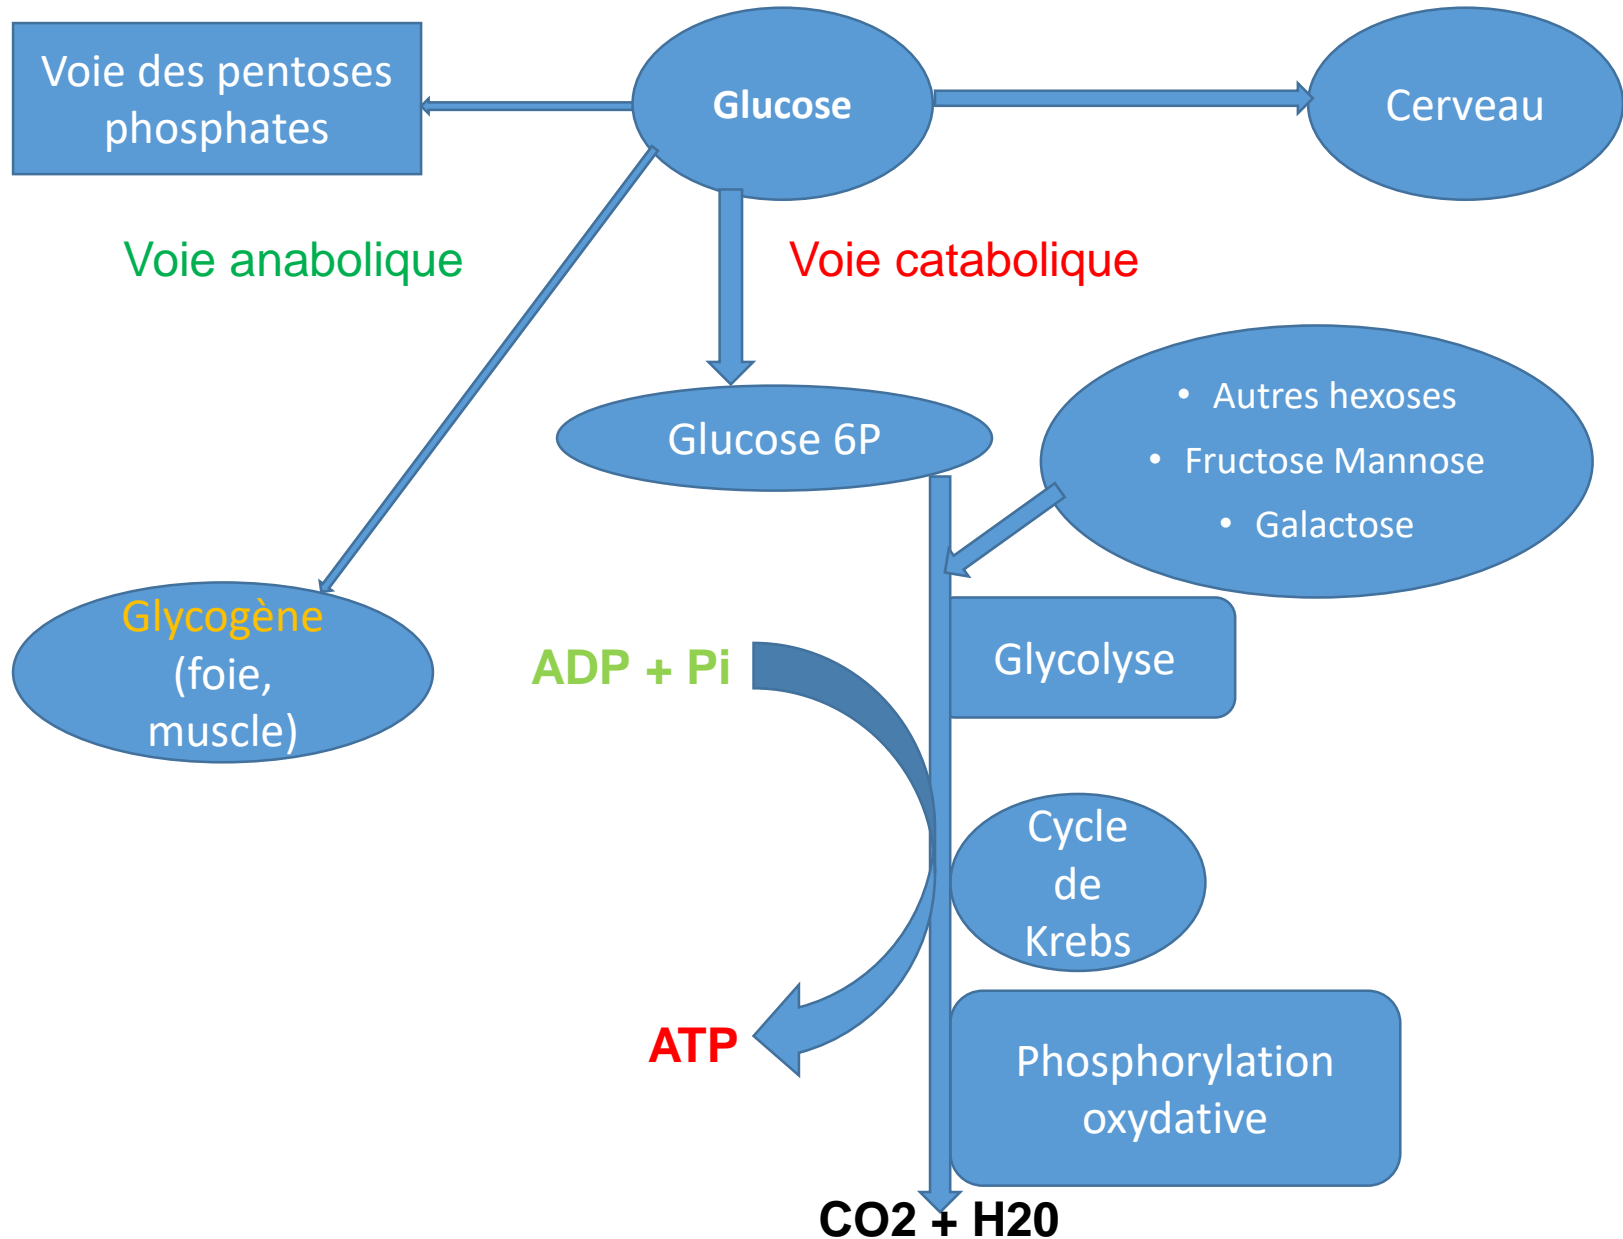 Voie des pentoses
phosphates
Glucose
Cerveau
Voie anabolique
Voie catabolique
Glucose 6P
• Autres hexoses
• Fructose Mannose
• Galactose
Glycogène
(foie,
muscle)
ADP + Pi
Glycolyse
Cycle
de
Krebs
ATP
Phosphorylation
oxydative
CO2 + H20